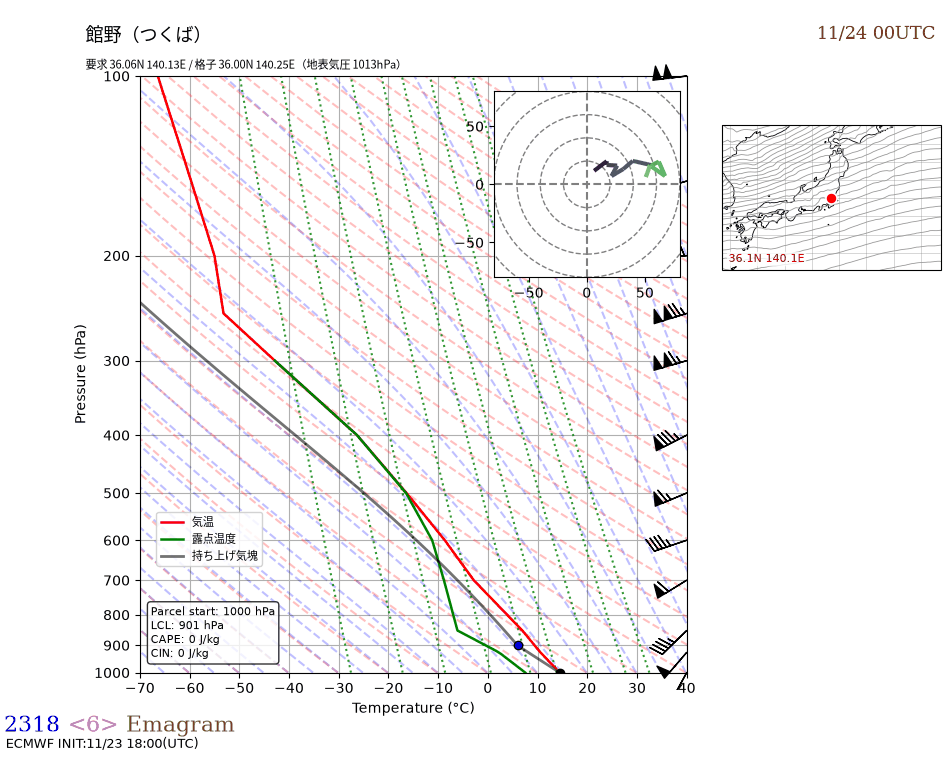 館野（つくば）
11/24 00UTC
要求 36.06N 140.13E / 格子 36.00N 140.25E（地表気圧 1013hPa）
100
200
300
400
500
600
700
800
900
1000
Pressure (hPa)
50
0
−50
−50 0 50
36.1N 140.1E
気温
露点温度
持ち上げ気塊
Parcel start: 1000 hPa
LCL: 901 hPa
CAPE: 0 J/kg
CIN: 0 J/kg
−70 −60 −50 −40 −30 −20 −10 0 10 20 30 40
Temperature (°C)
2318 <6> Emagram
ECMWF INIT:11/23 18:00(UTC)